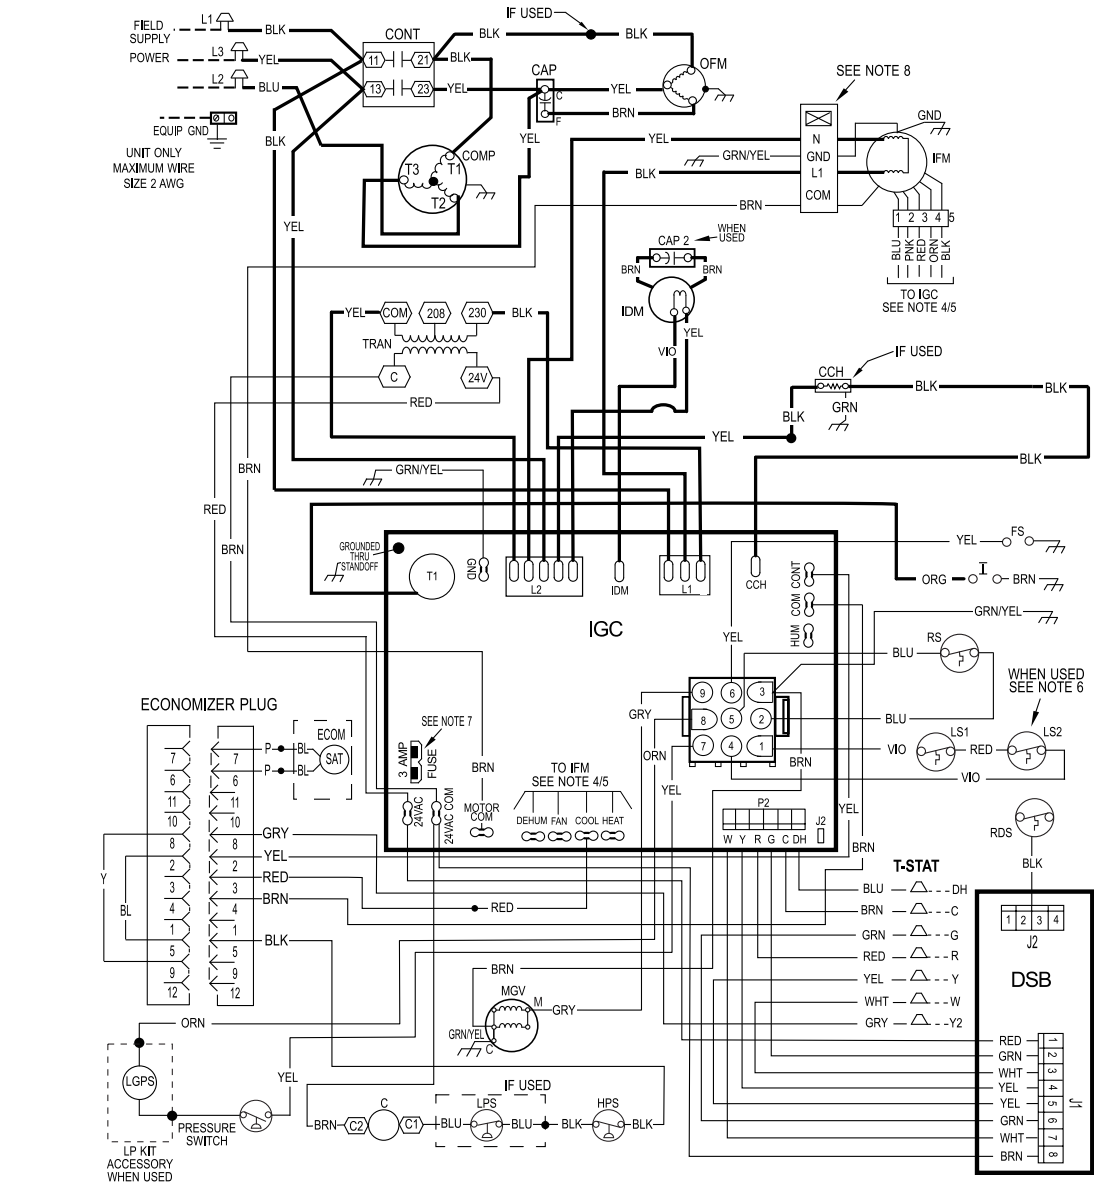 FIELD SUPPLY POWER
L1 BLK
L3 YEL
L2 BLU
EQUIP GND
UNIT ONLY
MAXIMUM WIRE
SIZE 2 AWG
CONT
11 21
13 23
BLK
BLK
YEL
IF USED
BLK
CAP
C
F
YEL
BRN
OFM
YEL
BLK
YEL
COMP
T3 T1
T2
SEE NOTE 8
N
GND
L1
COM
YEL
GRN/YEL
BLK
BRN
GND
IFM
1 2 3 4 5
BLU PNK RED ORN BLK
TO IGC
SEE NOTE 4/5
CAP 2
WHEN
USED
BRN BRN
IDM
VIO
YEL
YEL COM 208 230 BLK
TRAN
C 24V
RED
IF USED
CCH
BLK
BLK
GRN
BLK
YEL
BLK
BRN
RED
BRN
GRN/YEL
GROUNDED
THRU
STANDOFF
T1
GND
L2
IDM
L1
CCH
CONT
COM
HUM
IGC
YEL FS
ORG BRN
GRN/YEL
YEL
BLU RS
9 6 3
8 5 2
7 4 1
BLU
WHEN USED
SEE NOTE 6
VIO LS1 RED LS2
VIO
GRY
ORN
YEL
BRN
YEL
BRN
ECONOMIZER PLUG
7 7
6 6
11 11
10 10
8 8
2 2
3 3
4 4
1 1
5 5
9 9
12 12
P BL
P BL
ECOM
SAT
GRY
YEL
RED
BRN
BLK
Y
BL
SEE NOTE 7
3 AMP
FUSE
24VAC
24VAC COM
BRN
MOTOR
COM
TO IFM
SEE NOTE 4/5
DEHUM FAN COOL HEAT
P2
W Y R G C DH
J2
RED
RDS
BLK
T-STAT
BLU DH
BRN C
GRN G
RED R
YEL Y
WHT W
GRY Y2
1 2 3 4
J2
DSB
RED 1
GRN 2
WHT 3
YEL 4
YEL 5
GRN 6
WHT 7
BRN 8
J1
BRN
MGV
M
GRY
GRN/YEL
C
ORN
LGPS
YEL
PRESSURE
SWITCH
LP KIT
ACCESSORY
WHEN USED
IF USED
BRN C2 C C1 BLU LPS BLU BLK HPS BLK